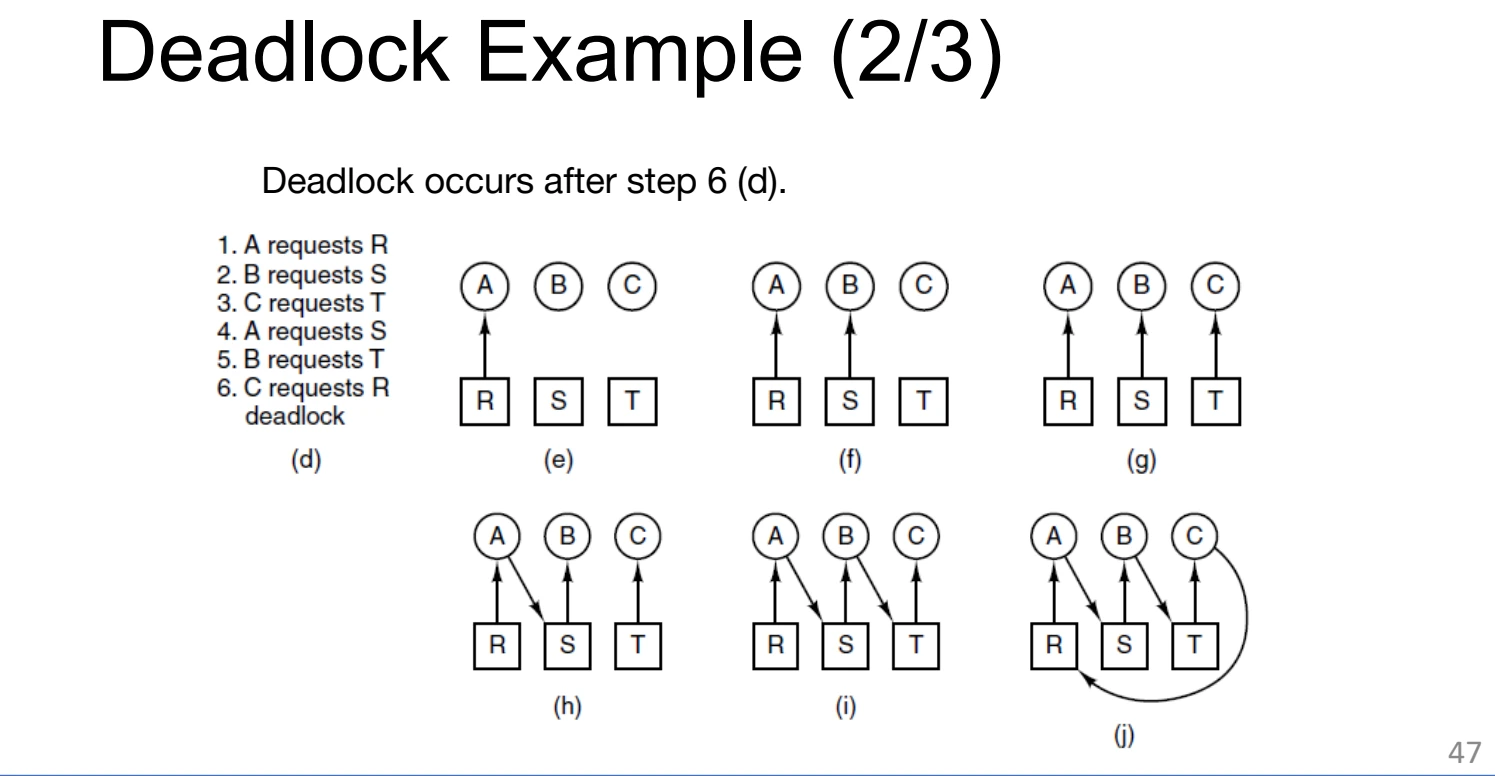 Deadlock Example (2/3)
Deadlock occurs after step 6 (d).
1. A requests R
2. B requests S
3. C requests T
4. A requests S
5. B requests T
6. C requests R
deadlock
(d)
A B C
R S T
(e)
A B C
R S T
(f)
A B C
R S T
(g)
A B C
R S T
(h)
A B C
R S T
(i)
A B C
R S T
(j)
47